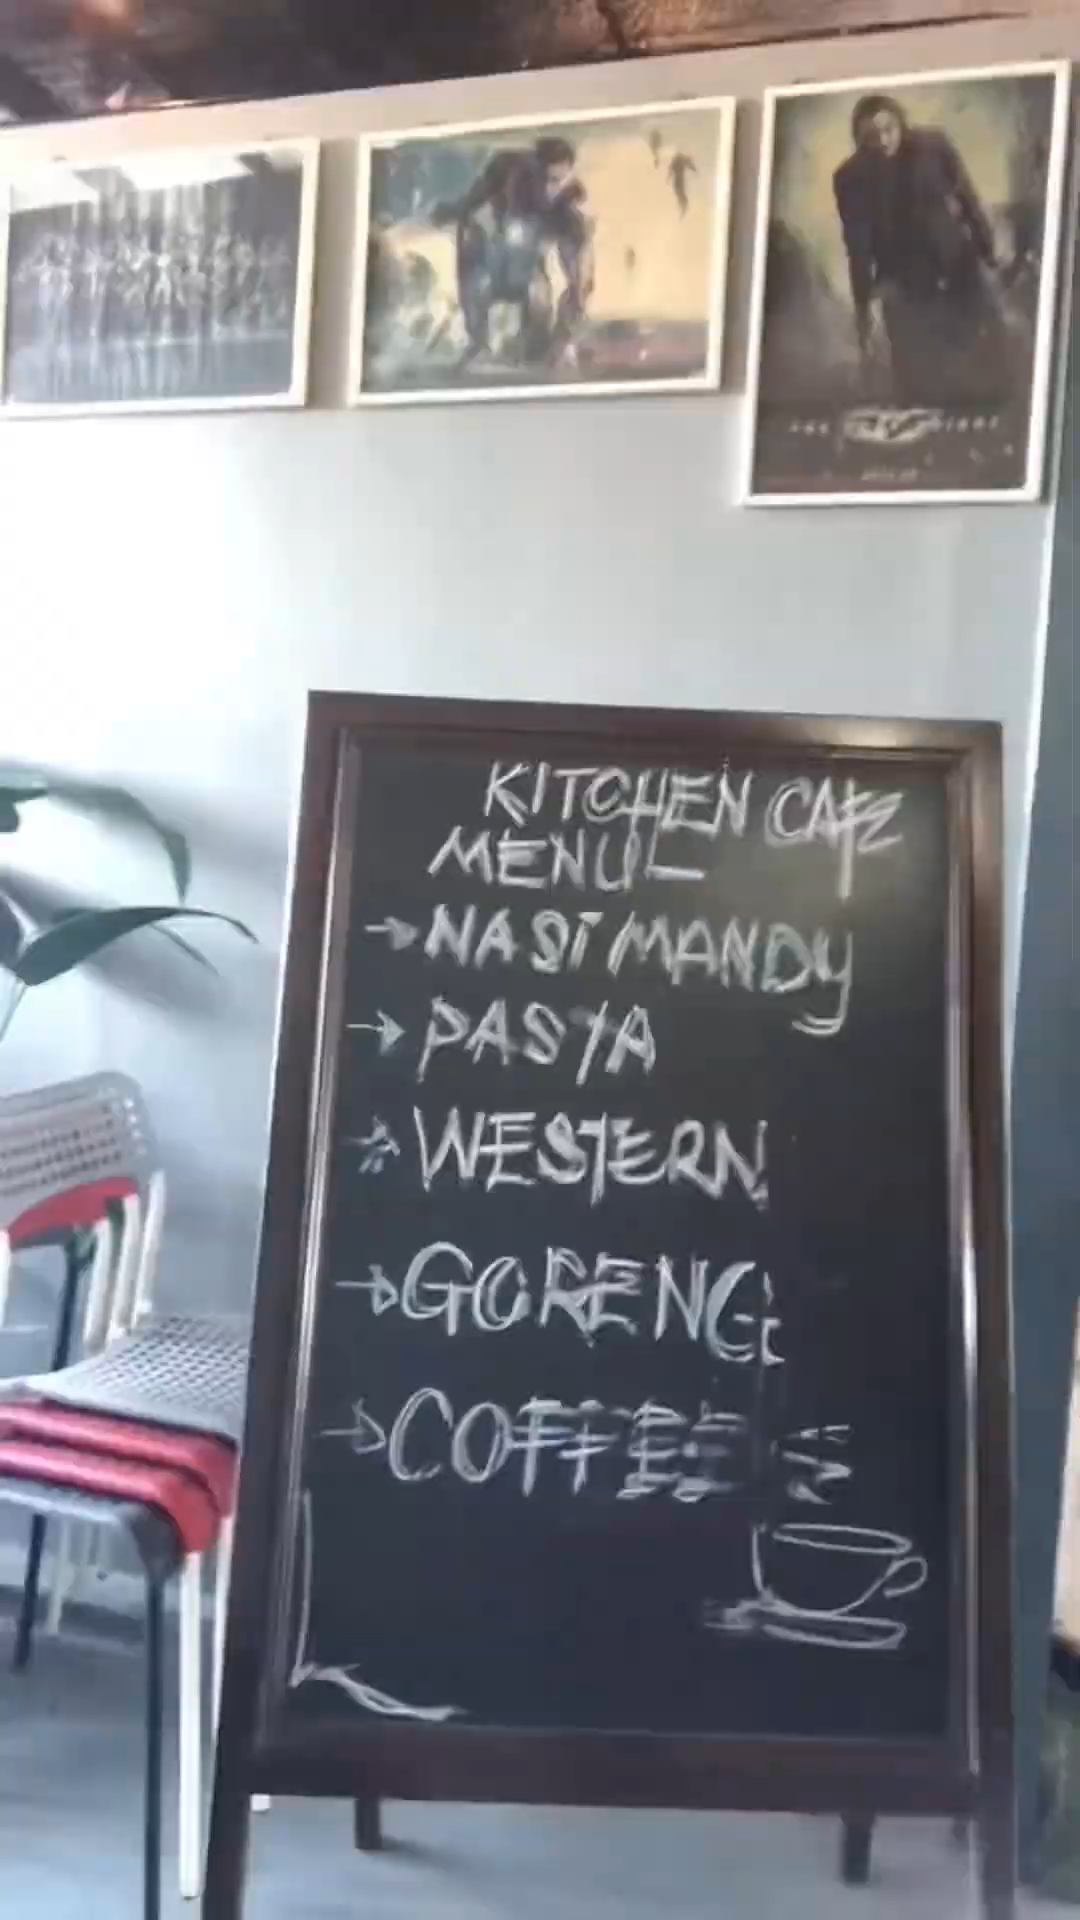 KITCHEN CAFE
MENU
→ NASI MANDY
→ PASTA
→ WESTERN
→ GORENG
→ COFFEE